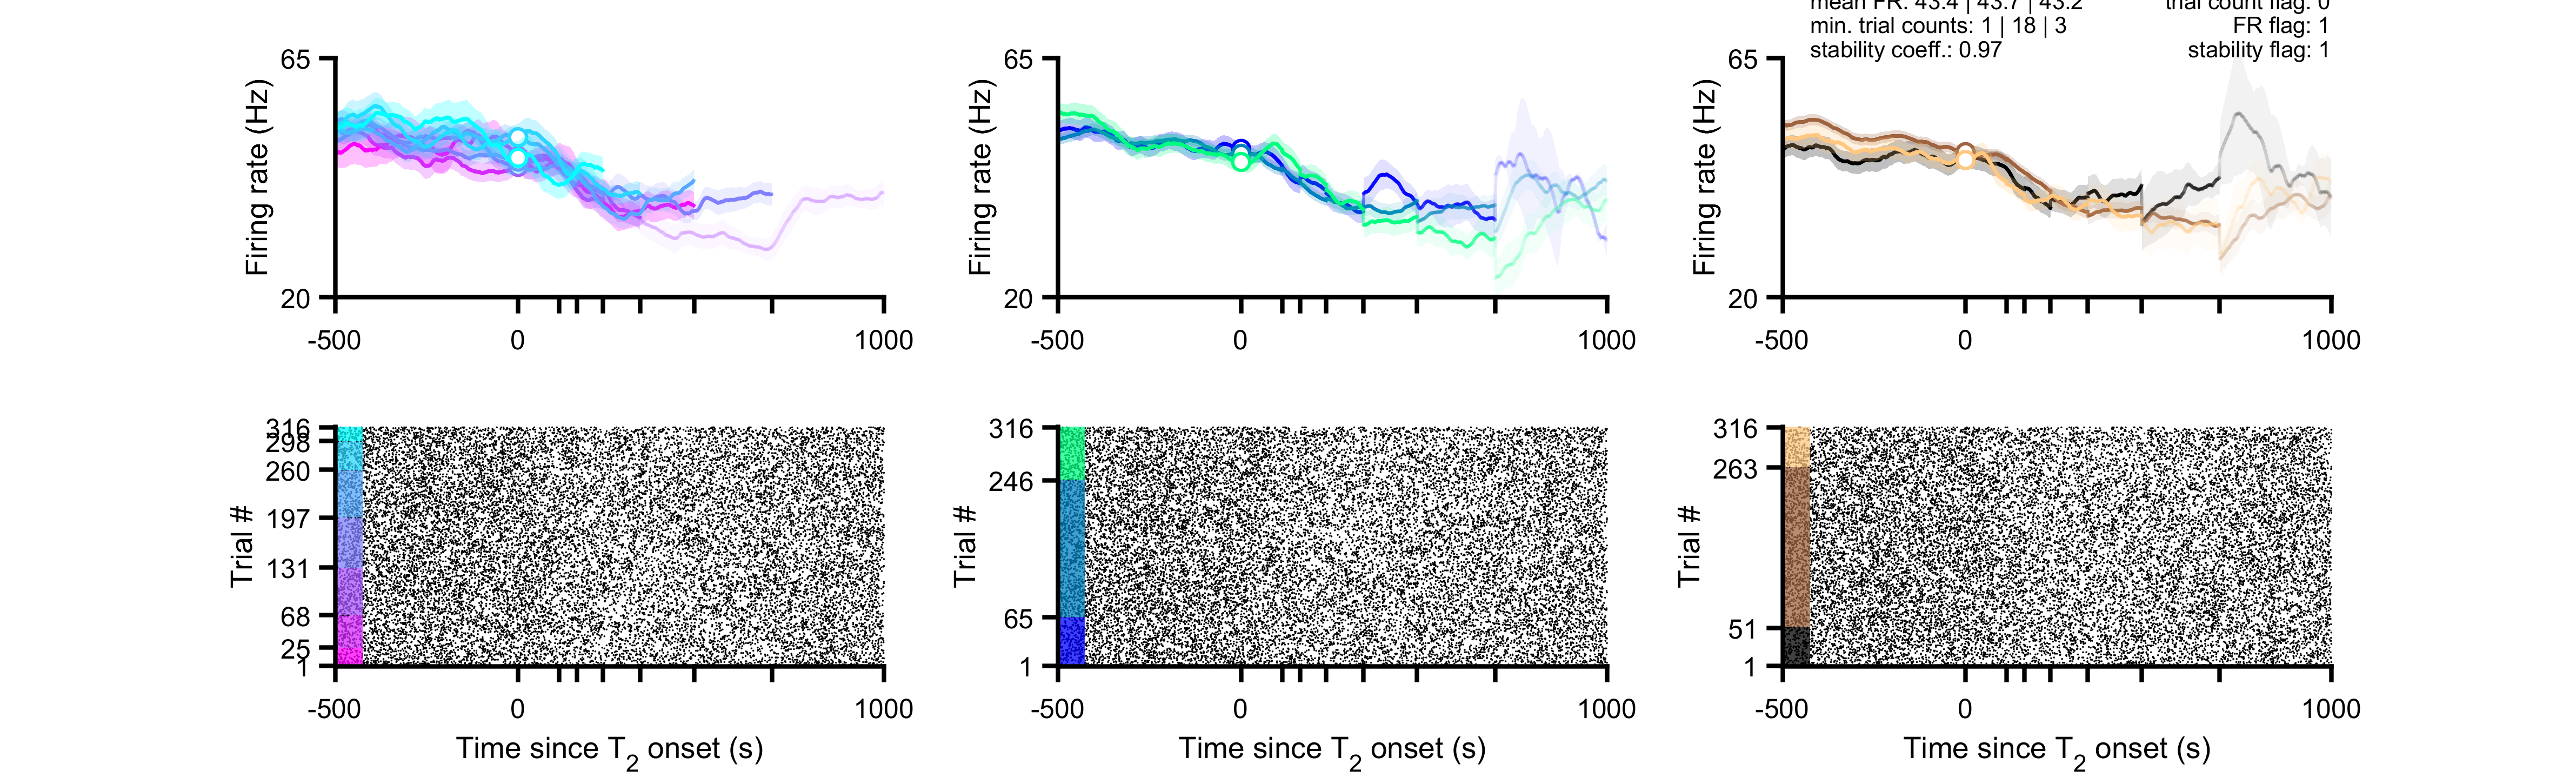 mean FR: 43.4 | 43.7 | 43.2
trial count flag: 0
min. trial counts: 1 | 18 | 3
FR flag: 1
stability coeff.: 0.97
stability flag: 1
65
Firing rate (Hz)
20
-500
0
1000
65
Firing rate (Hz)
20
-500
0
1000
65
Firing rate (Hz)
20
-500
0
1000
316
298
260
197
131
68
25
1
Trial #
-500
0
1000
Time since T2 onset (s)
316
246
65
1
Trial #
-500
0
1000
Time since T2 onset (s)
316
263
51
1
Trial #
-500
0
1000
Time since T2 onset (s)